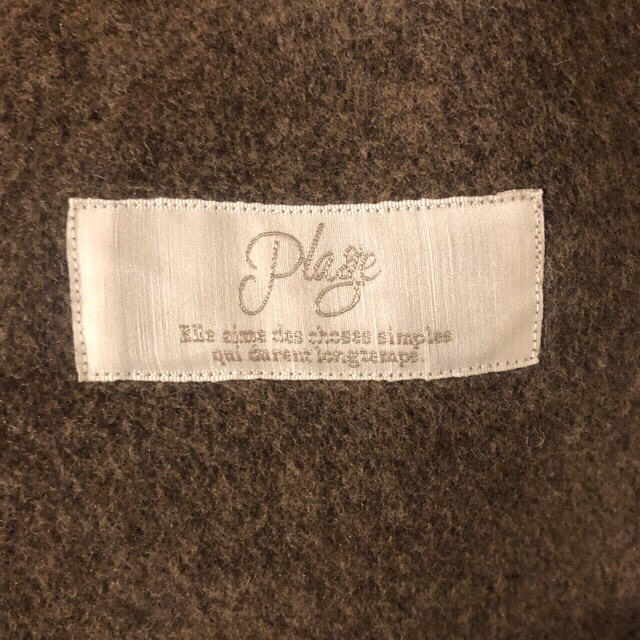 Plage
Elle aime des choses simples
qui durent longtemps